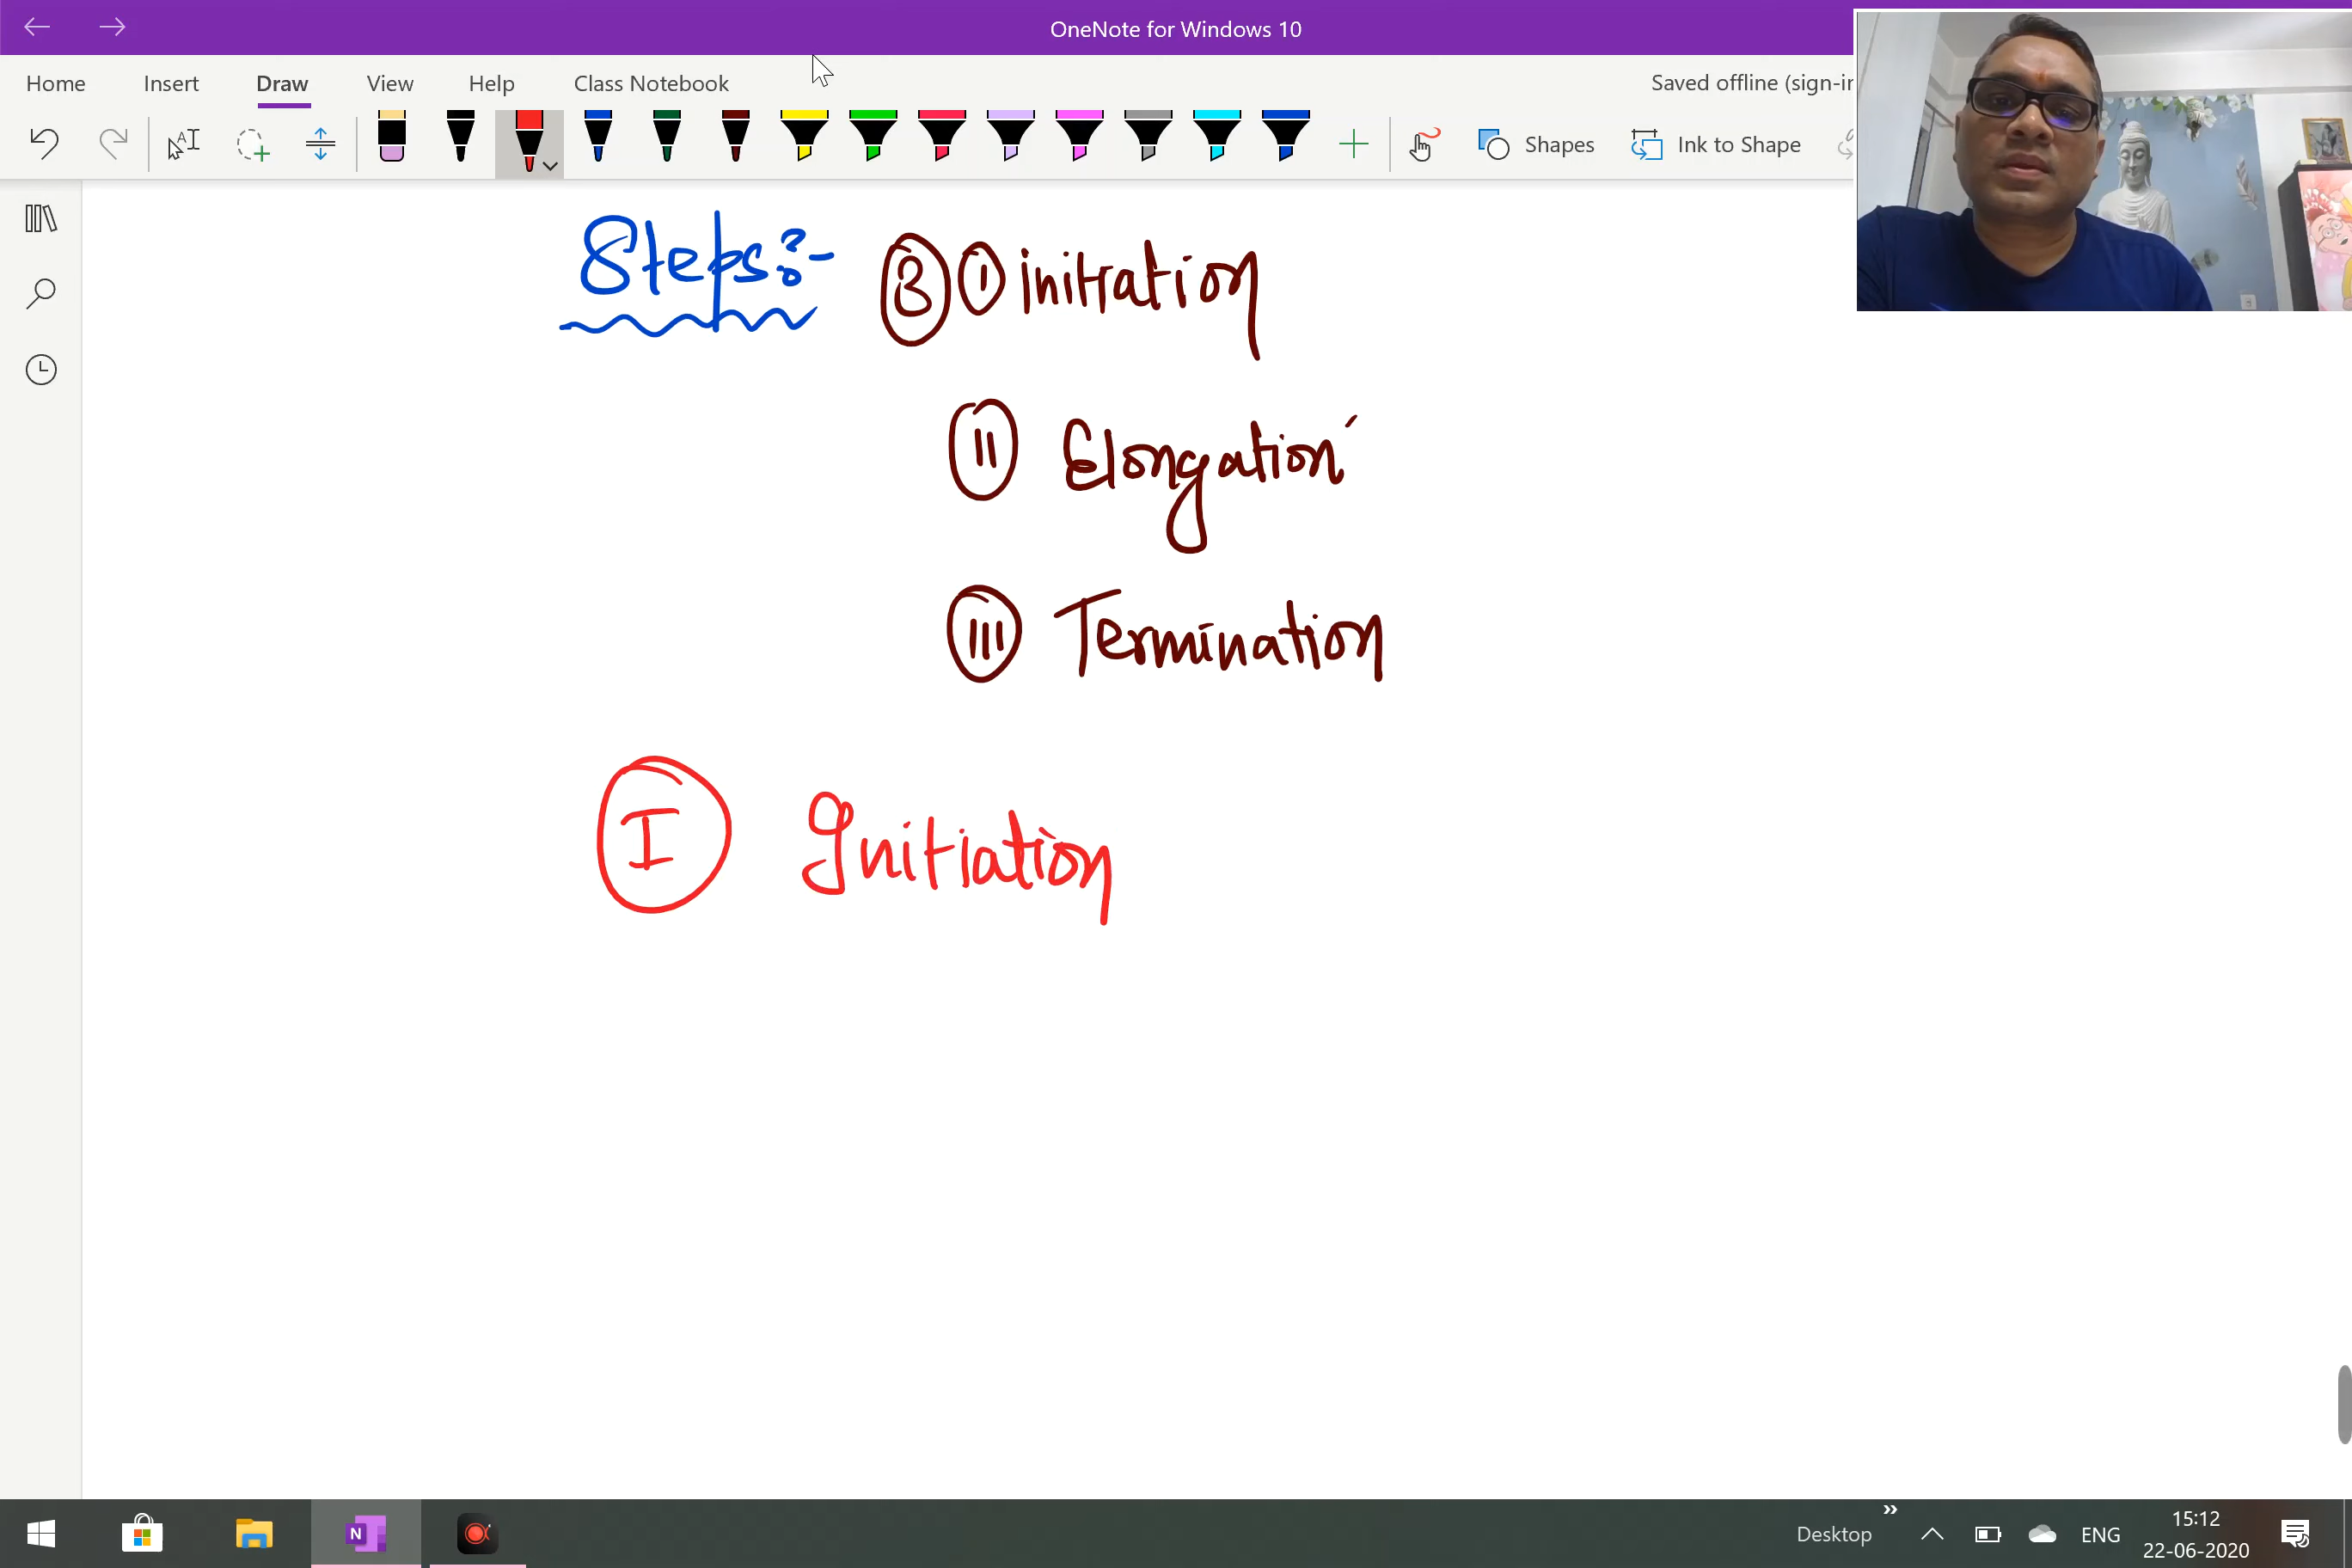 OneNote for Windows 10
Home Insert Draw View Help Class Notebook Saved offline (sign-in
Shapes Ink to Shape
Steps:- 3 I initiation
II Elongation
III Termination
I Initiation
Desktop ENG 15:12
22-06-2020